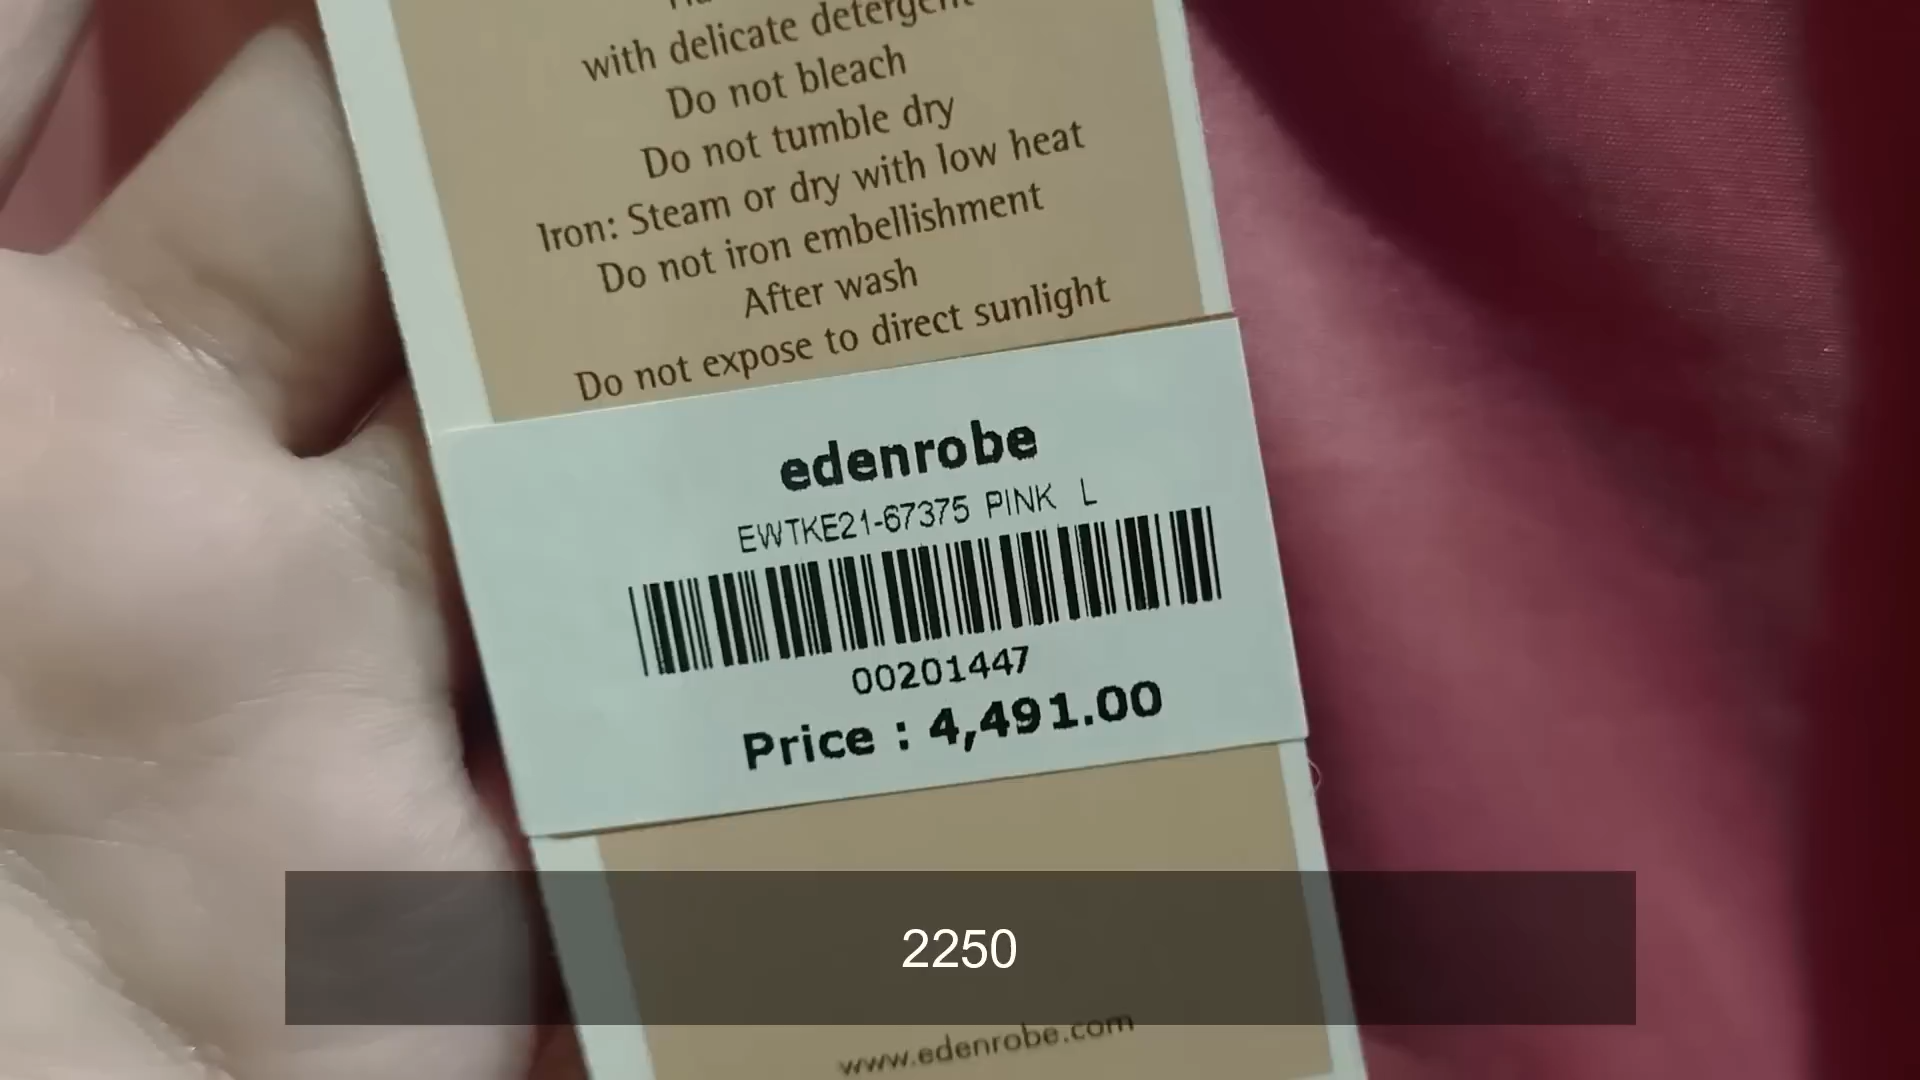 with delicate detergent
Do not bleach
Do not tumble dry
Iron: Steam or dry with low heat
Do not iron embellishment
After wash
Do not expose to direct sunlight
edenrobe
EWTKE21-67375 PINK L
00201447
Price : 4,491.00
2250
www.edenrobe.com